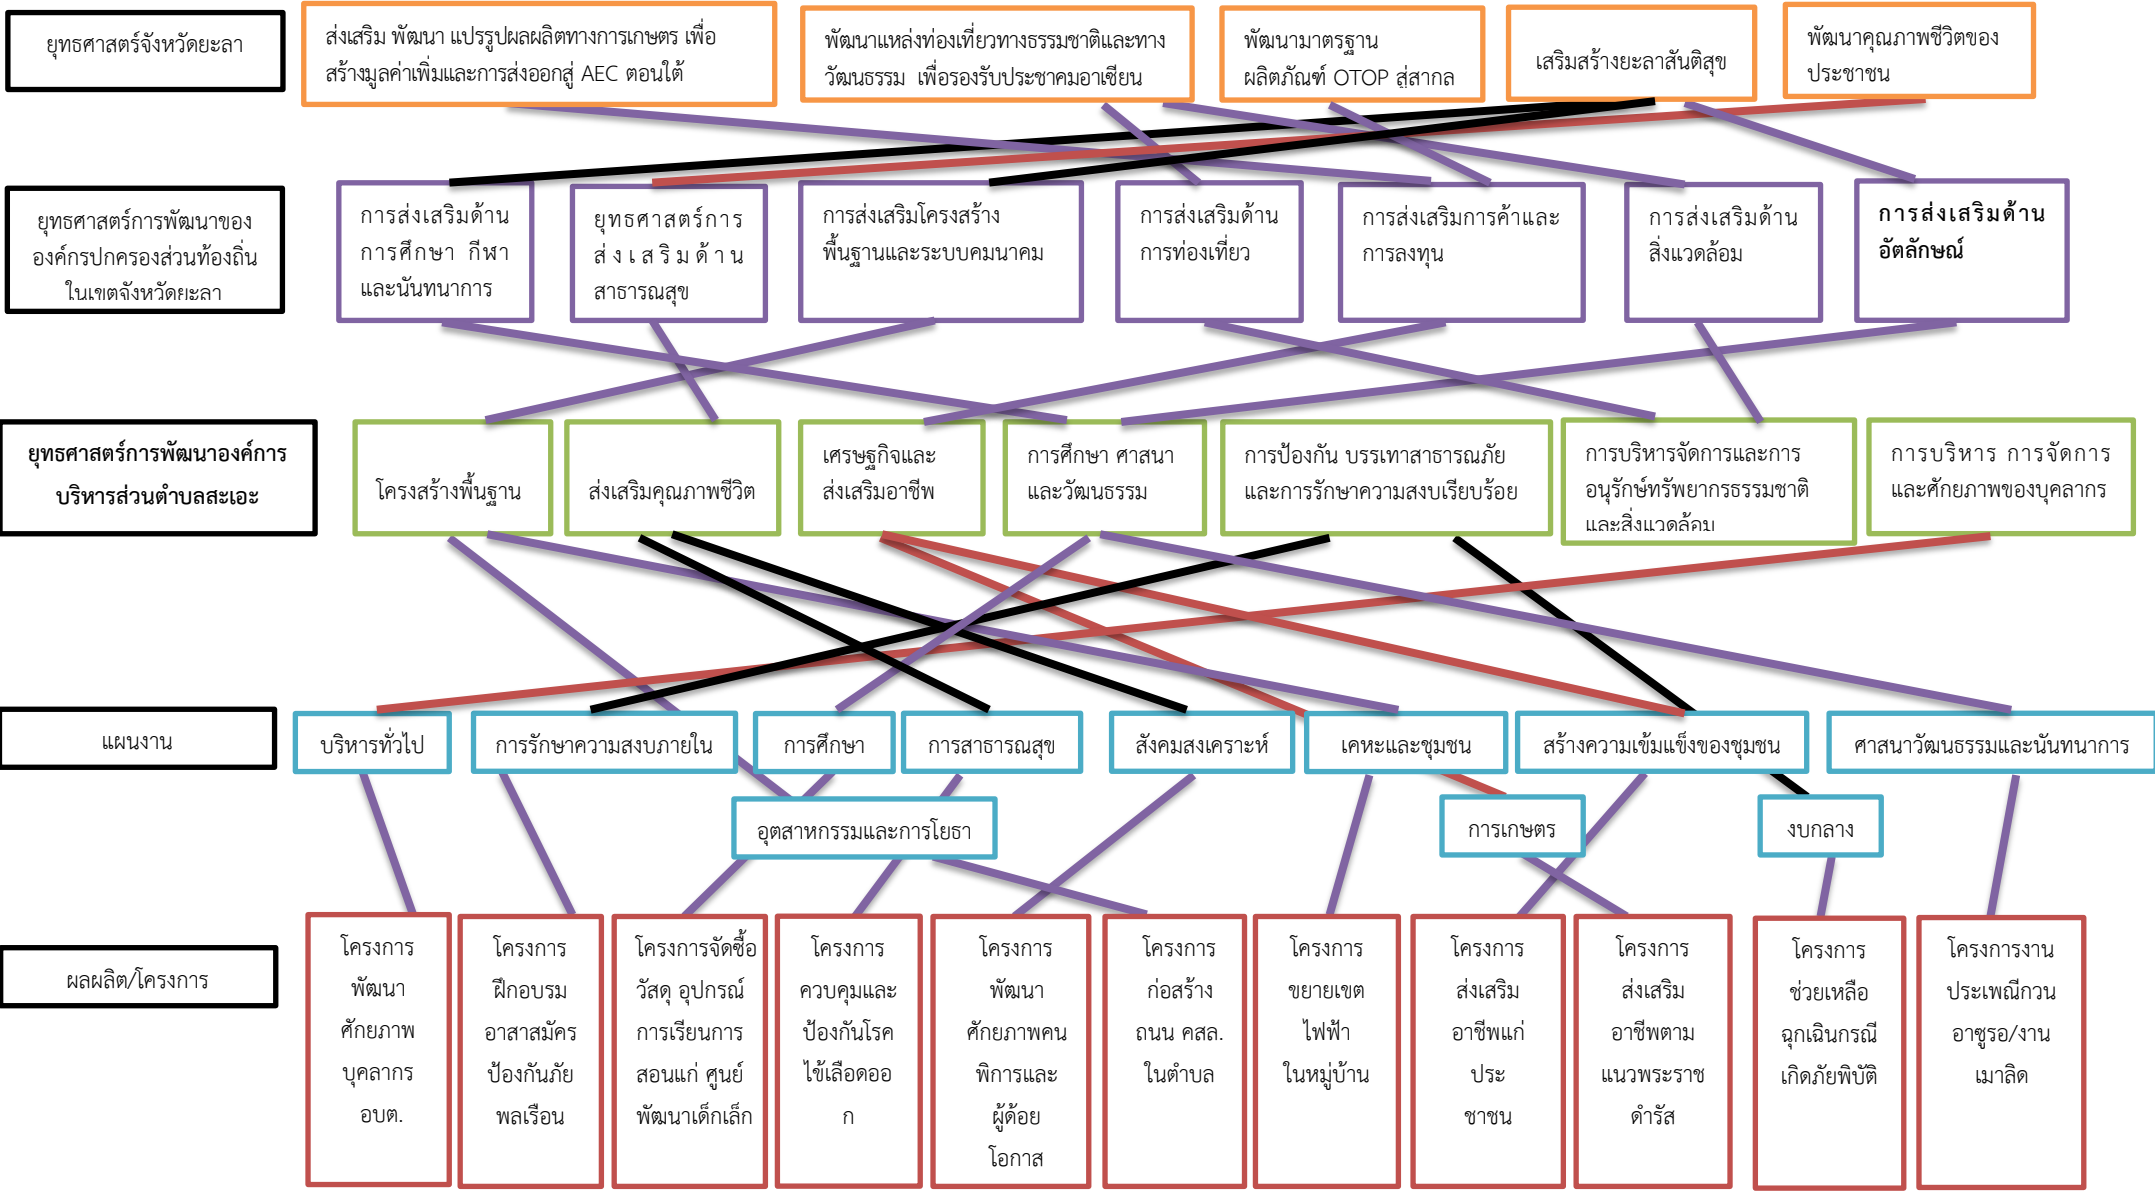 ยุทธศาสตร์จังหวัดยะลา
ส่งเสริม พัฒนา แปรรูปผลผลิตทางการเกษตร เพื่อ
สร้างมูลค่าเพิ่มและการส่งออกสู่ AEC ตอนใต้
พัฒนาแหล่งท่องเที่ยวทางธรรมชาติและทาง
วัฒนธรรม เพื่อรองรับประชาคมอาเซียน
พัฒนามาตรฐาน
ผลิตภัณฑ์ OTOP สู่สากล
เสริมสร้างยะลาสันติสุข
พัฒนาคุณภาพชีวิตของ
ประชาชน
ยุทธศาสตร์การพัฒนาของ
องค์กรปกครองส่วนท้องถิ่น
ในเขตจังหวัดยะลา
การส่งเสริมด้าน
การศึกษา กีฬา
และนันทนาการ
ยุทธศาสตร์การ
ส่งเสริมด้าน
สาธารณสุข
การส่งเสริมโครงสร้าง
พื้นฐานและระบบคมนาคม
การส่งเสริมด้าน
การท่องเที่ยว
การส่งเสริมการค้าและ
การลงทุน
การส่งเสริมด้าน
สิ่งแวดล้อม
การส่งเสริมด้าน
อัตลักษณ์
ยุทธศาสตร์การพัฒนาองค์การ
บริหารส่วนตำบลสะเอะ
โครงสร้างพื้นฐาน
ส่งเสริมคุณภาพชีวิต
เศรษฐกิจและ
ส่งเสริมอาชีพ
การศึกษา ศาสนา
และวัฒนธรรม
การป้องกัน บรรเทาสาธารณภัย
และการรักษาความสงบเรียบร้อย
การบริหารจัดการและการ
อนุรักษ์ทรัพยากรธรรมชาติ
และสิ่งแวดล้อม
การบริหาร การจัดการ
และศักยภาพของบุคลากร
แผนงาน
บริหารทั่วไป
การรักษาความสงบภายใน
การศึกษา
การสาธารณสุข
สังคมสงเคราะห์
เคหะและชุมชน
สร้างความเข้มแข็งของชุมชน
ศาสนาวัฒนธรรมและนันทนาการ
อุตสาหกรรมและการโยธา
การเกษตร
งบกลาง
ผลผลิต/โครงการ
โครงการ
พัฒนา
ศักยภาพ
บุคลากร
อบต.
โครงการ
ฝึกอบรม
อาสาสมัคร
ป้องกันภัย
พลเรือน
โครงการจัดซื้อ
วัสดุ อุปกรณ์
การเรียนการ
สอนแก่ ศูนย์
พัฒนาเด็กเล็ก
โครงการ
ควบคุมและ
ป้องกันโรค
ไข้เลือดออ
ก
โครงการ
พัฒนา
ศักยภาพคน
พิการและ
ผู้ด้อย
โอกาส
โครงการ
ก่อสร้าง
ถนน คสล.
ในตำบล
โครงการ
ขยายเขต
ไฟฟ้า
ในหมู่บ้าน
โครงการ
ส่งเสริม
อาชีพแก่
ประ
ชาชน
โครงการ
ส่งเสริม
อาชีพตาม
แนวพระราช
ดำรัส
โครงการ
ช่วยเหลือ
ฉุกเฉินกรณี
เกิดภัยพิบัติ
โครงการงาน
ประเพณีกวน
อาซูรอ/งาน
เมาลิด